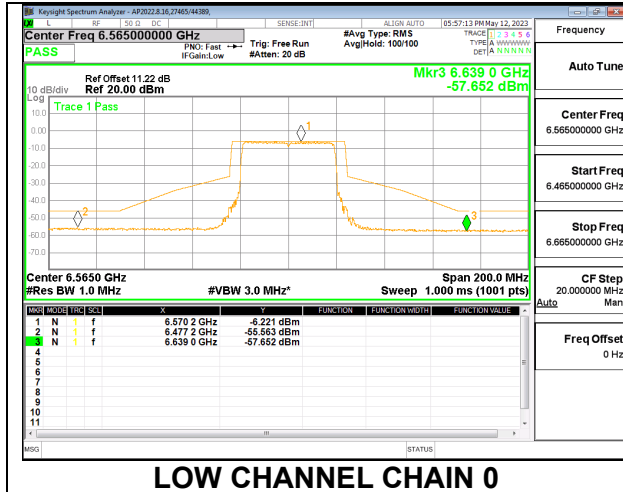 Keysight Spectrum Analyzer - AP2022.8.16,27465/44389,
L RF 50 Ω DC SENSE:INT ALIGN AUTO 05:57:13 PM May 12, 2023
Center Freq 6.565000000 GHz
PASS
PNO: Fast
IFGain:Low
Trig: Free Run
#Atten: 20 dB
#Avg Type: RMS
Avg|Hold: 100/100
TRACE 1 2 3 4 5 6
TYPE A WWWWW
DET A N N N N N
Frequency
Auto Tune
Center Freq
6.565000000 GHz
Start Freq
6.465000000 GHz
Stop Freq
6.665000000 GHz
CF Step
20.000000 MHz
Auto Man
Freq Offset
0 Hz
Mkr3 6.639 0 GHz
-57.652 dBm
Ref Offset 11.22 dB
10 dB/div Ref 20.00 dBm
Log
Trace 1 Pass
10.0
0.00
-10.0
-20.0
-30.0
-40.0
-50.0
-60.0
-70.0
1
2
3
Center 6.5650 GHz Span 200.0 MHz
#Res BW 1.0 MHz #VBW 3.0 MHz* Sweep 1.000 ms (1001 pts)
MKR MODE TRC SCL X Y FUNCTION FUNCTION WIDTH FUNCTION VALUE
1 N 1 f 6.570 2 GHz -6.221 dBm
2 N 1 f 6.477 2 GHz -55.563 dBm
3 N 1 f 6.639 0 GHz -57.652 dBm
4
5
6
7
8
9
10
11
MSG STATUS
LOW CHANNEL CHAIN 0